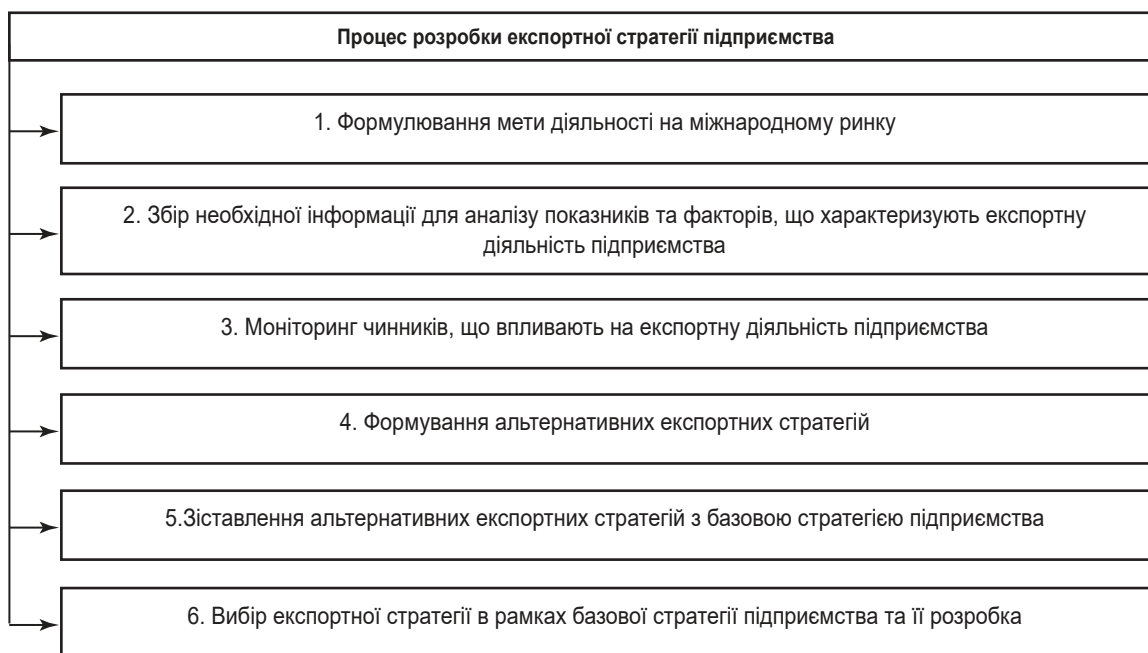 Процес розробки експортної стратегії підприємства
1. Формулювання мети діяльності на міжнародному ринку
2. Збір необхідної інформації для аналізу показників та факторів, що характеризують експортну
діяльність підприємства
3. Моніторинг чинників, що впливають на експортну діяльність підприємства
4. Формування альтернативних експортних стратегій
5.Зіставлення альтернативних експортних стратегій з базовою стратегією підприємства
6. Вибір експортної стратегії в рамках базової стратегії підприємства та її розробка